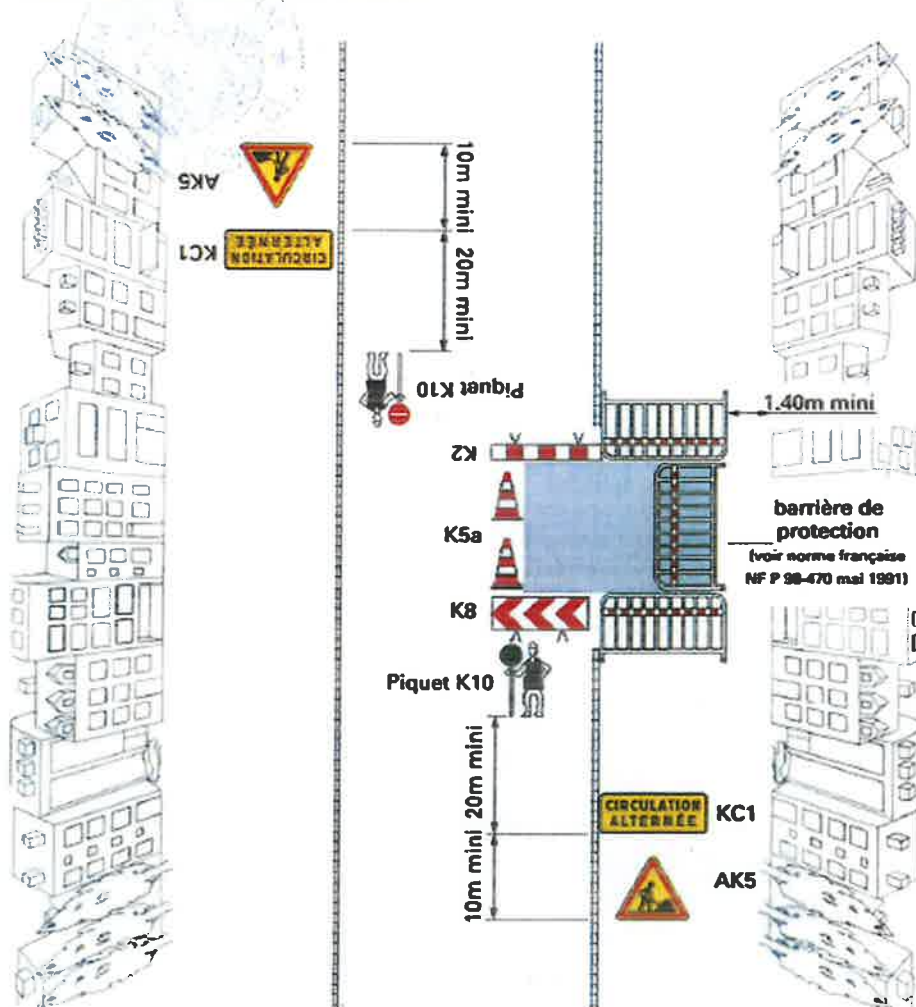 10m mini
AK5
CIRCULATION
ALTERNÉE
KC1
20m mini
Piquet K10
1.40m mini
K2
K5a
barrière de
protection
(voir norme française
NF P 98-470 mai 1991)
K8
Piquet K10
20m mini
CIRCULATION
ALTERNÉE
KC1
10m mini
AK5